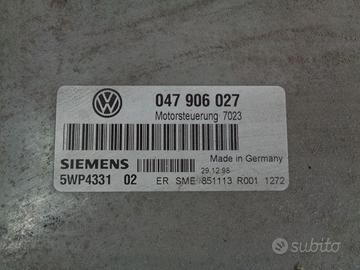 047 906 027
Motorsteuerung 7023
SIEMENS
Made in Germany
29.12.98
5WP4331 02
ER SME 851113 R001 1272
subito